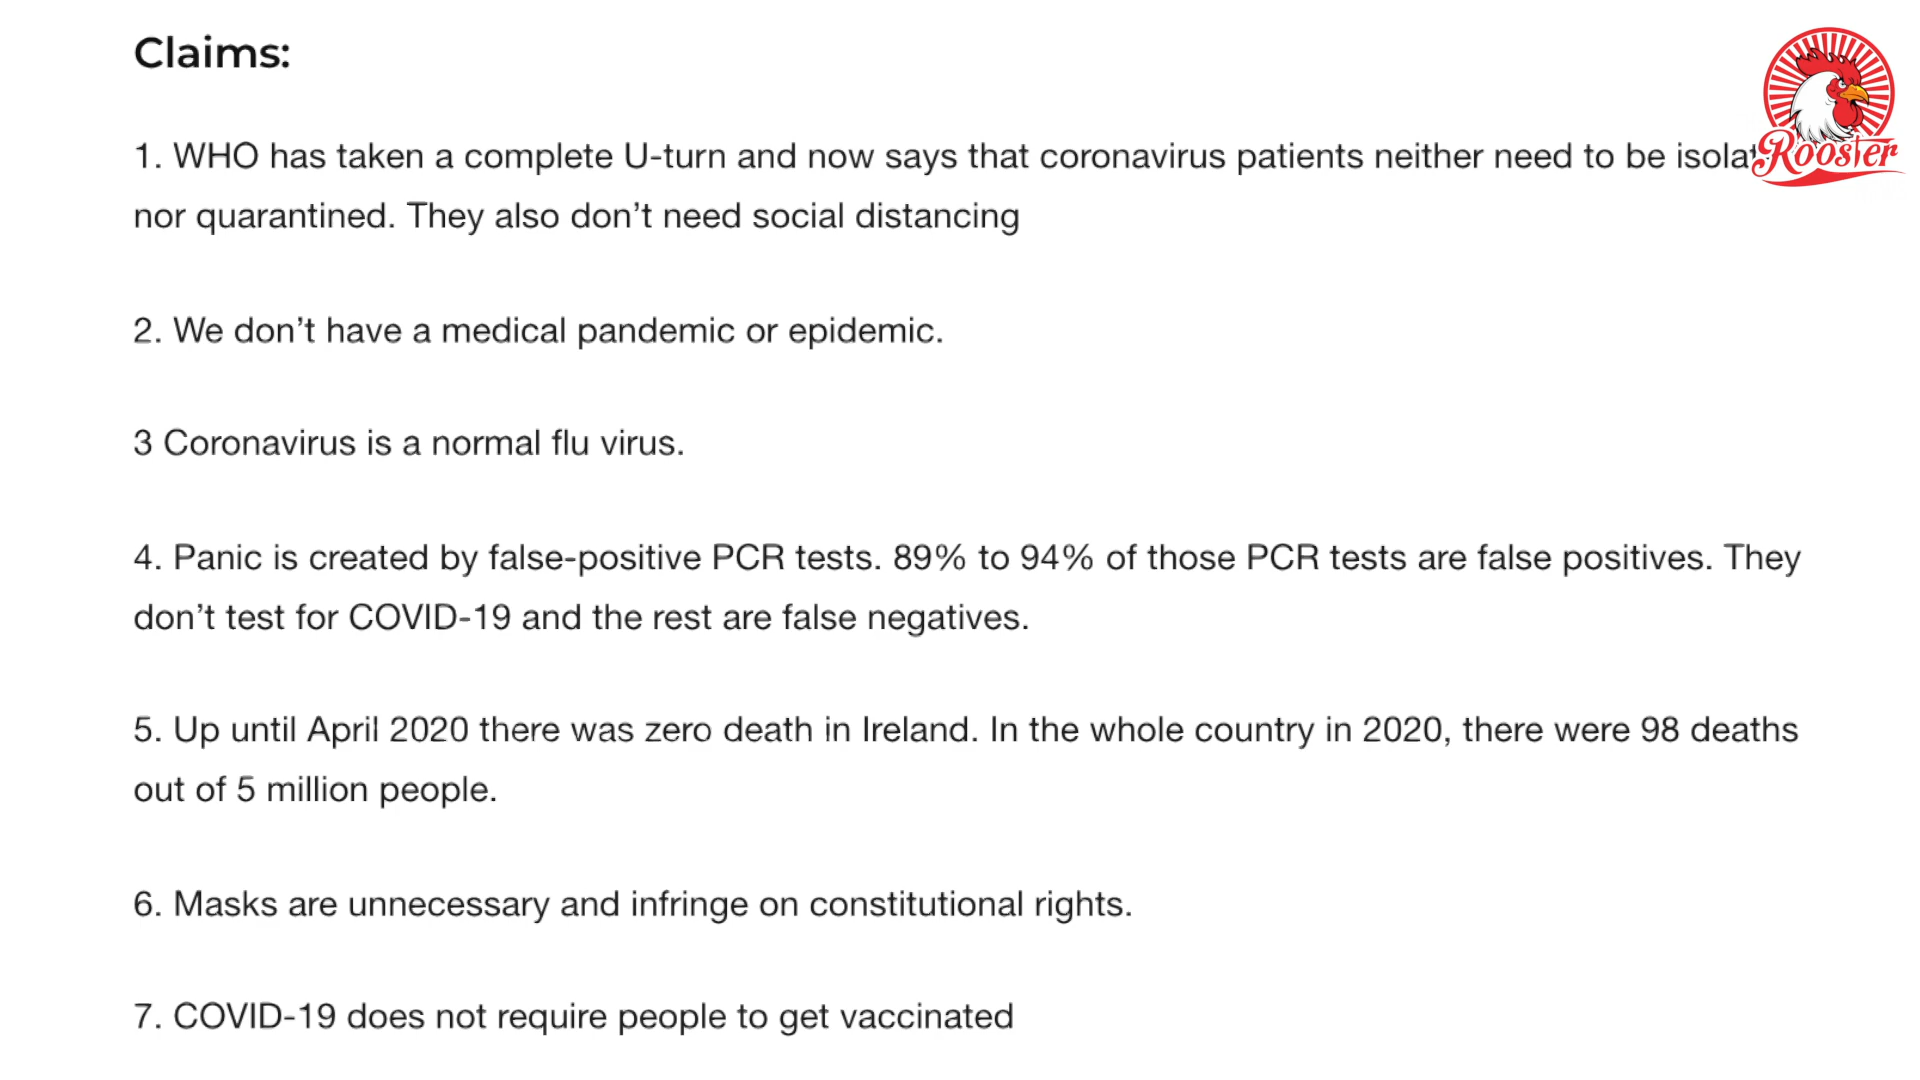 Claims:
1. WHO has taken a complete U-turn and now says that coronavirus patients neither need to be isolat
Rooster
nor quarantined. They also don’t need social distancing
2. We don’t have a medical pandemic or epidemic.
3 Coronavirus is a normal flu virus.
4. Panic is created by false-positive PCR tests. 89% to 94% of those PCR tests are false positives. They
don’t test for COVID-19 and the rest are false negatives.
5. Up until April 2020 there was zero death in Ireland. In the whole country in 2020, there were 98 deaths
out of 5 million people.
6. Masks are unnecessary and infringe on constitutional rights.
7. COVID-19 does not require people to get vaccinated